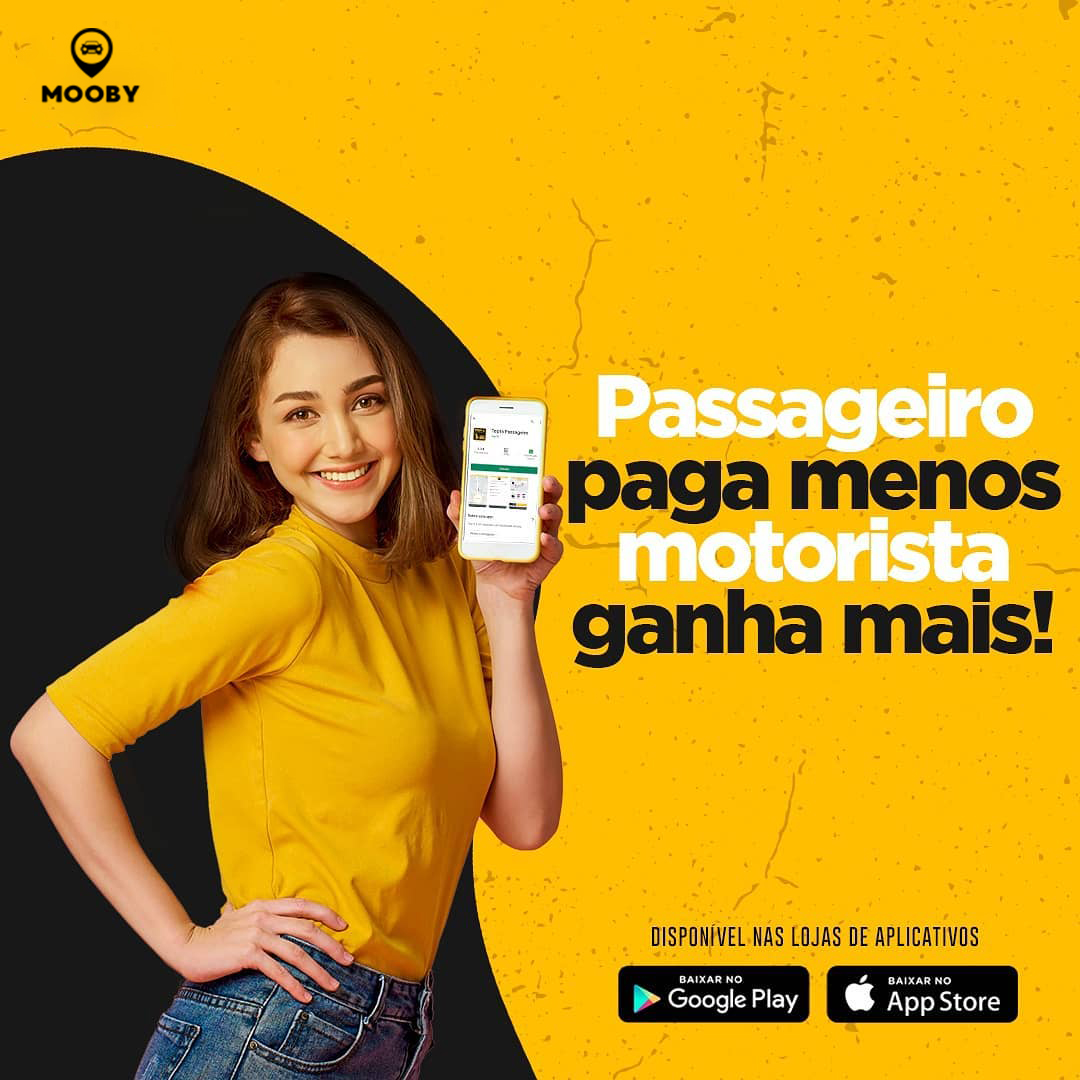 MOOBY
Passageiro
paga menos
motorista
ganha mais!
DISPONÍVEL NAS LOJAS DE APLICATIVOS
BAIXAR NO
Google Play
BAIXAR NO
App Store